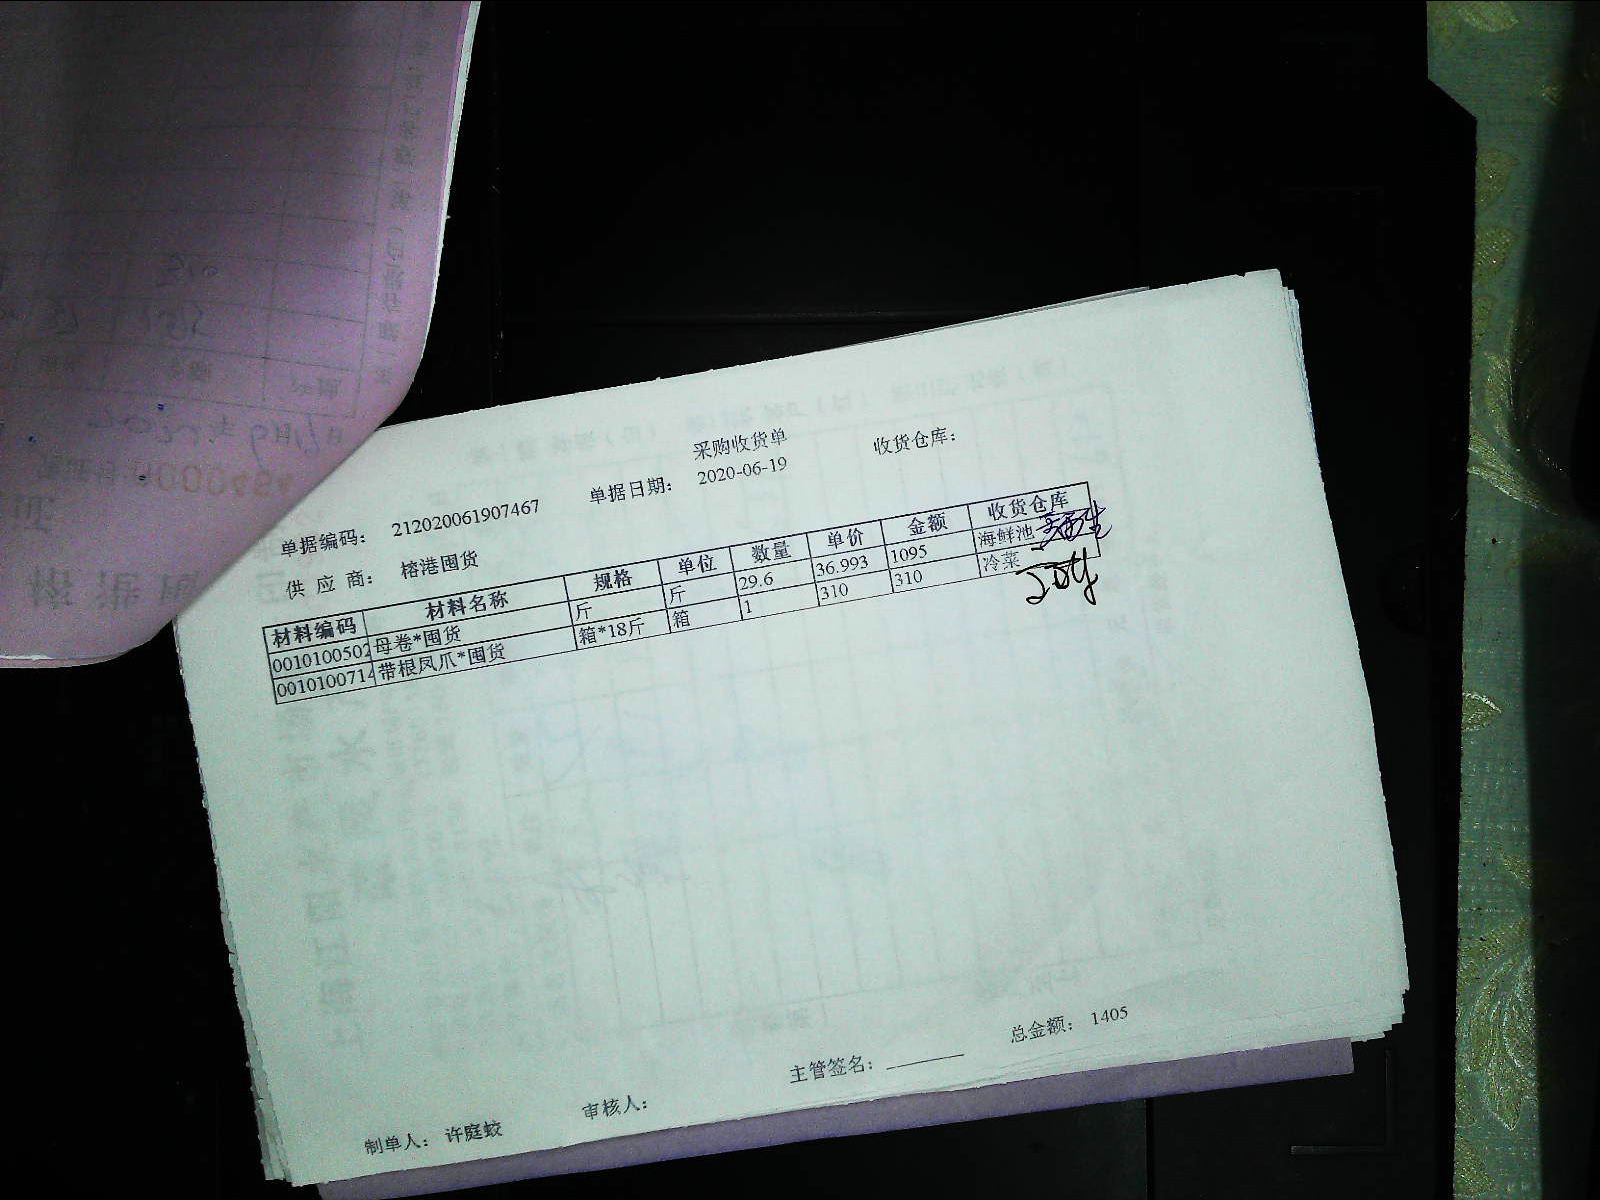 采购收货单
单据编码： 212020061907467 单据日期： 2020-06-19 收货仓库：
供 应 商： 榕港囤货
材料编码 材料名称 规格 单位 数量 单价 金额 收货仓库
0010100502 母卷*囤货 斤 斤 29.6 36.993 1095 海鲜池
0010100714 带根凤爪*囤货 箱*18斤 箱 1 310 310 冷菜
总金额： 1405
制单人： 许庭蛟 审核人： 主管签名：